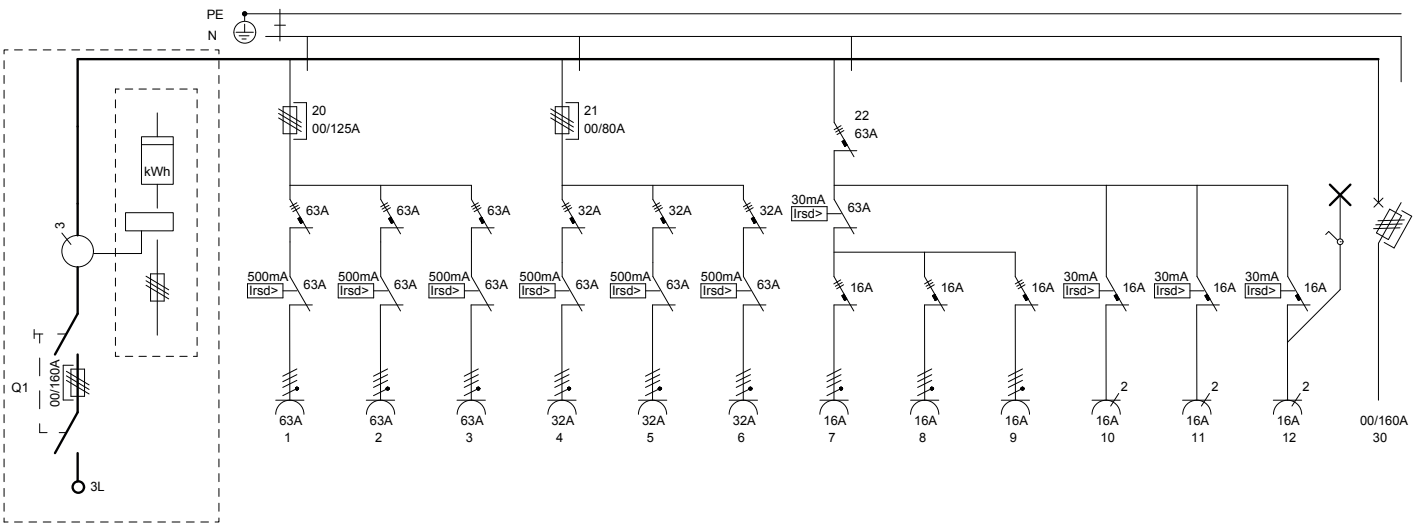 PE
N
20
00/125A
21
00/80A
22
63A
kWh
3
63A
63A
63A
32A
32A
32A
30mA
Irsd>
63A
500mA
Irsd>
63A
500mA
Irsd>
63A
500mA
Irsd>
63A
500mA
Irsd>
63A
500mA
Irsd>
63A
500mA
Irsd>
63A
16A
16A
16A
30mA
Irsd>
16A
30mA
Irsd>
16A
30mA
Irsd>
16A
Q1
00/160A
3L
2
2
2
63A
1
63A
2
63A
3
32A
4
32A
5
32A
6
16A
7
16A
8
16A
9
16A
10
16A
11
16A
12
00/160A
30